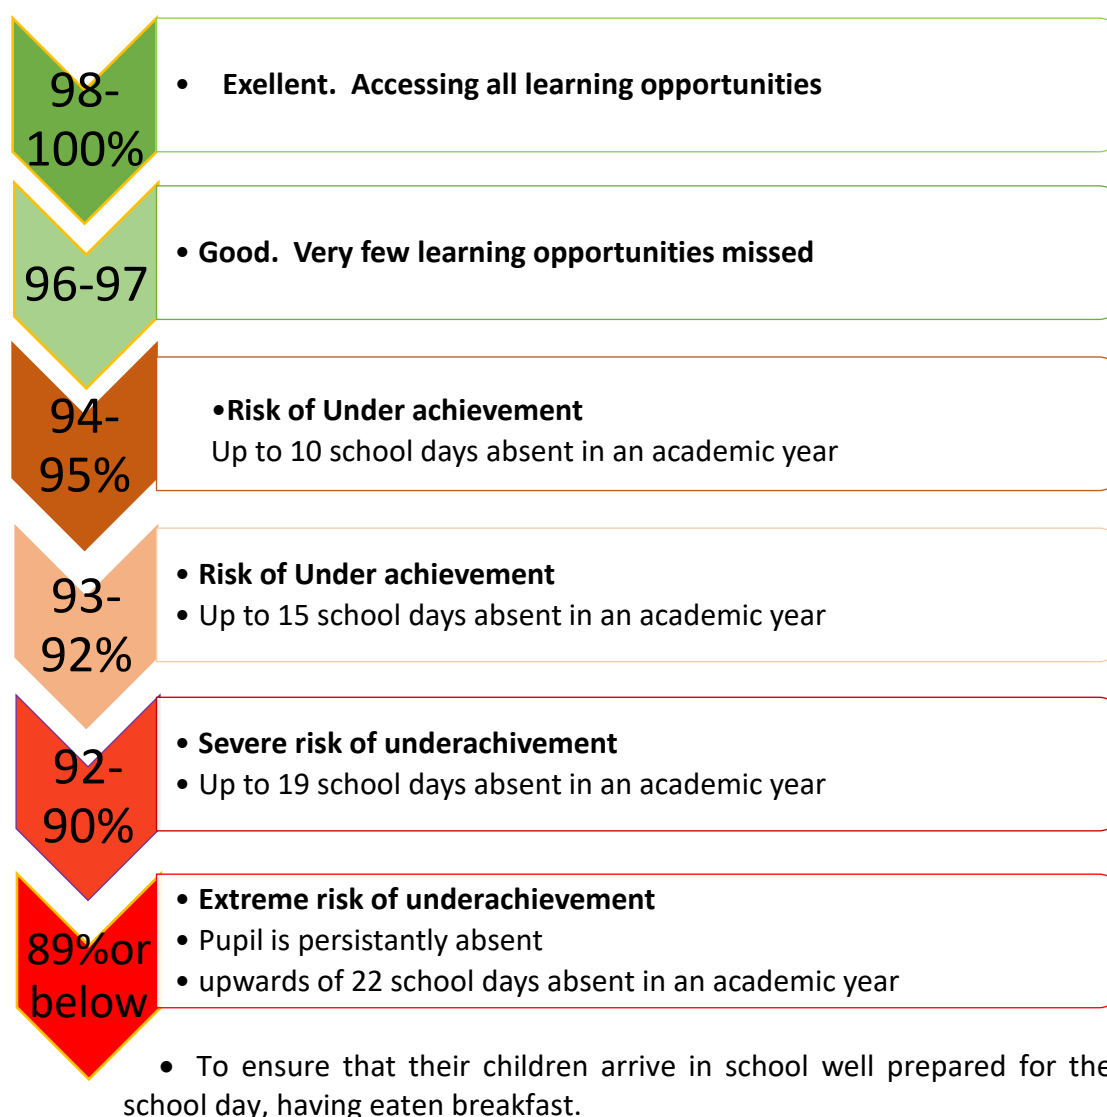 98-
100%
• Exellent.  Accessing all learning opportunities
96-97
• Good.  Very few learning opportunities missed
94-
95%
•Risk of Under achievement
Up to 10 school days absent in an academic year
93-
92%
• Risk of Under achievement
• Up to 15 school days absent in an academic year
92-
90%
• Severe risk of underachivement
• Up to 19 school days absent in an academic year
89%or
below
• Extreme risk of underachievement
• Pupil is persistantly absent
• upwards of 22 school days absent in an academic year
• To ensure that their children arrive in school well prepared for the
school day, having eaten breakfast.